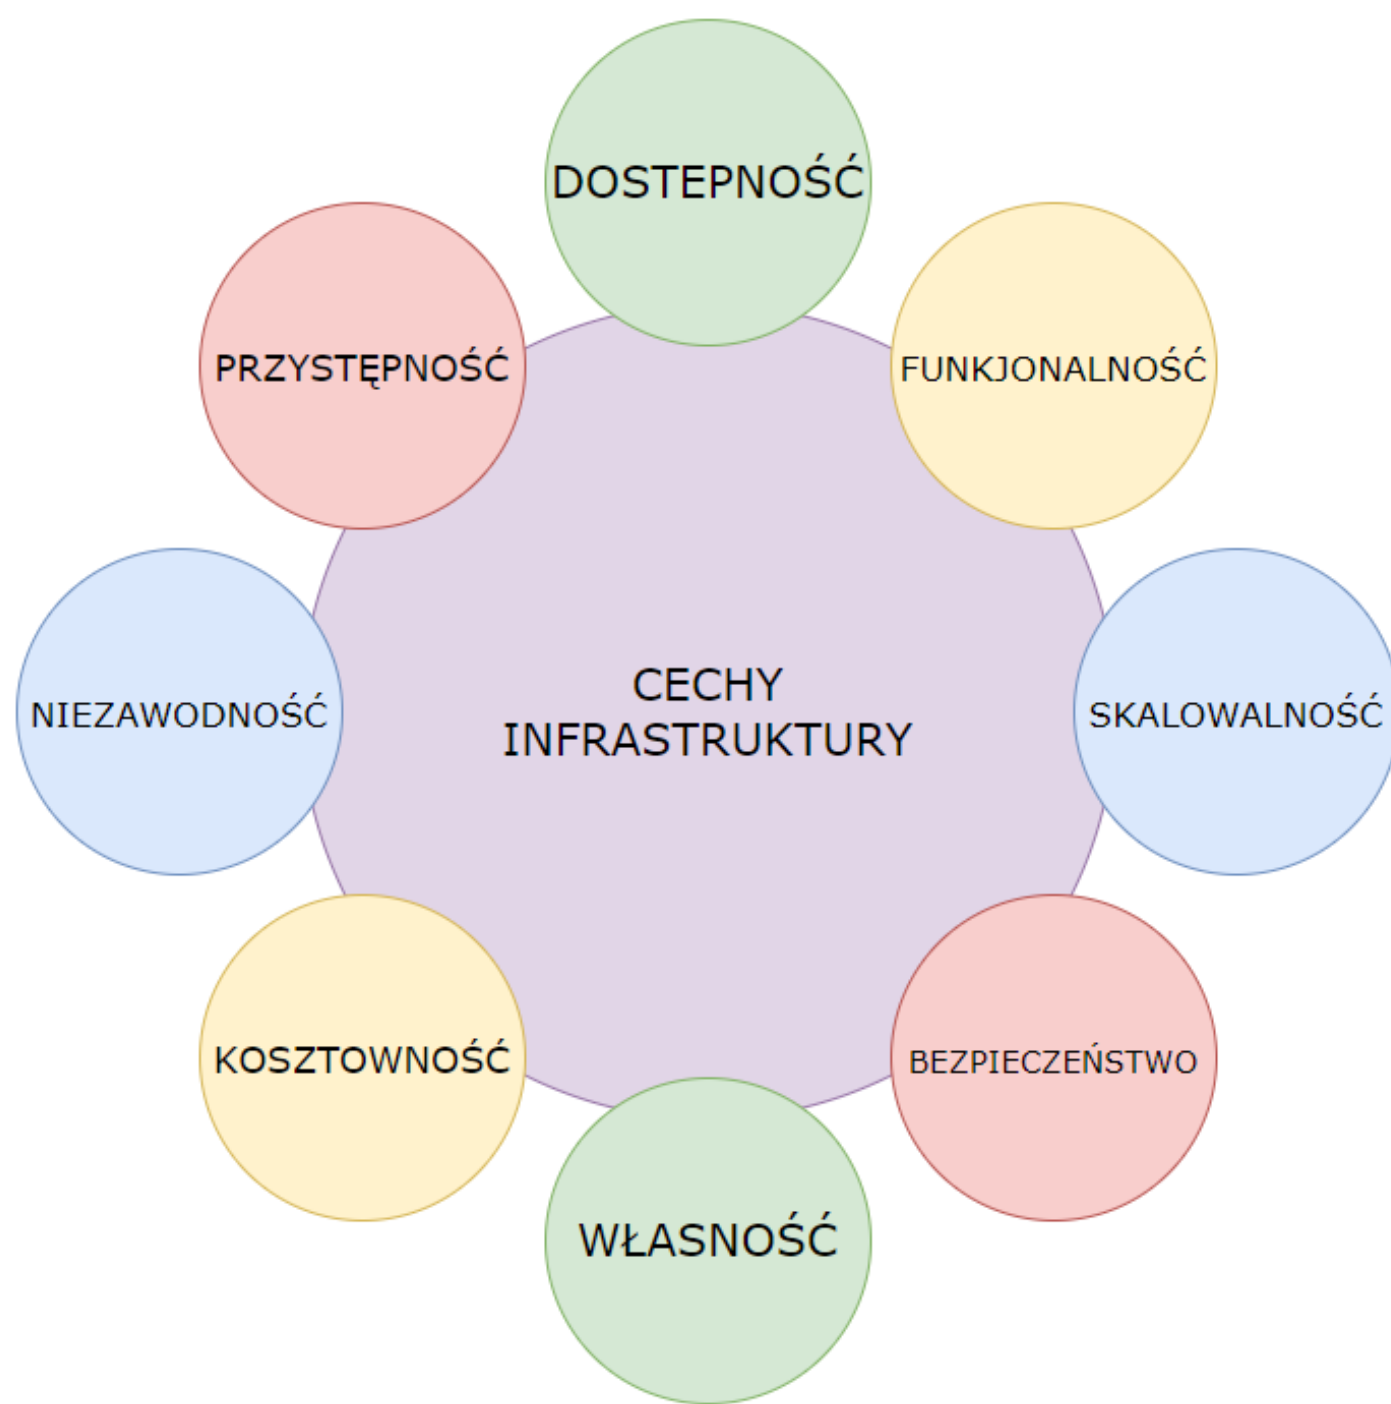 DOSTEPNOŚĆ
PRZYSTĘPNOŚĆ
FUNKJONALNOŚĆ
CECHY
INFRASTRUKTURY
NIEZAWODNOŚĆ
SKALOWALNOŚĆ
KOSZTOWNOŚĆ
BEZPIECZEŃSTWO
WŁASNOŚĆ